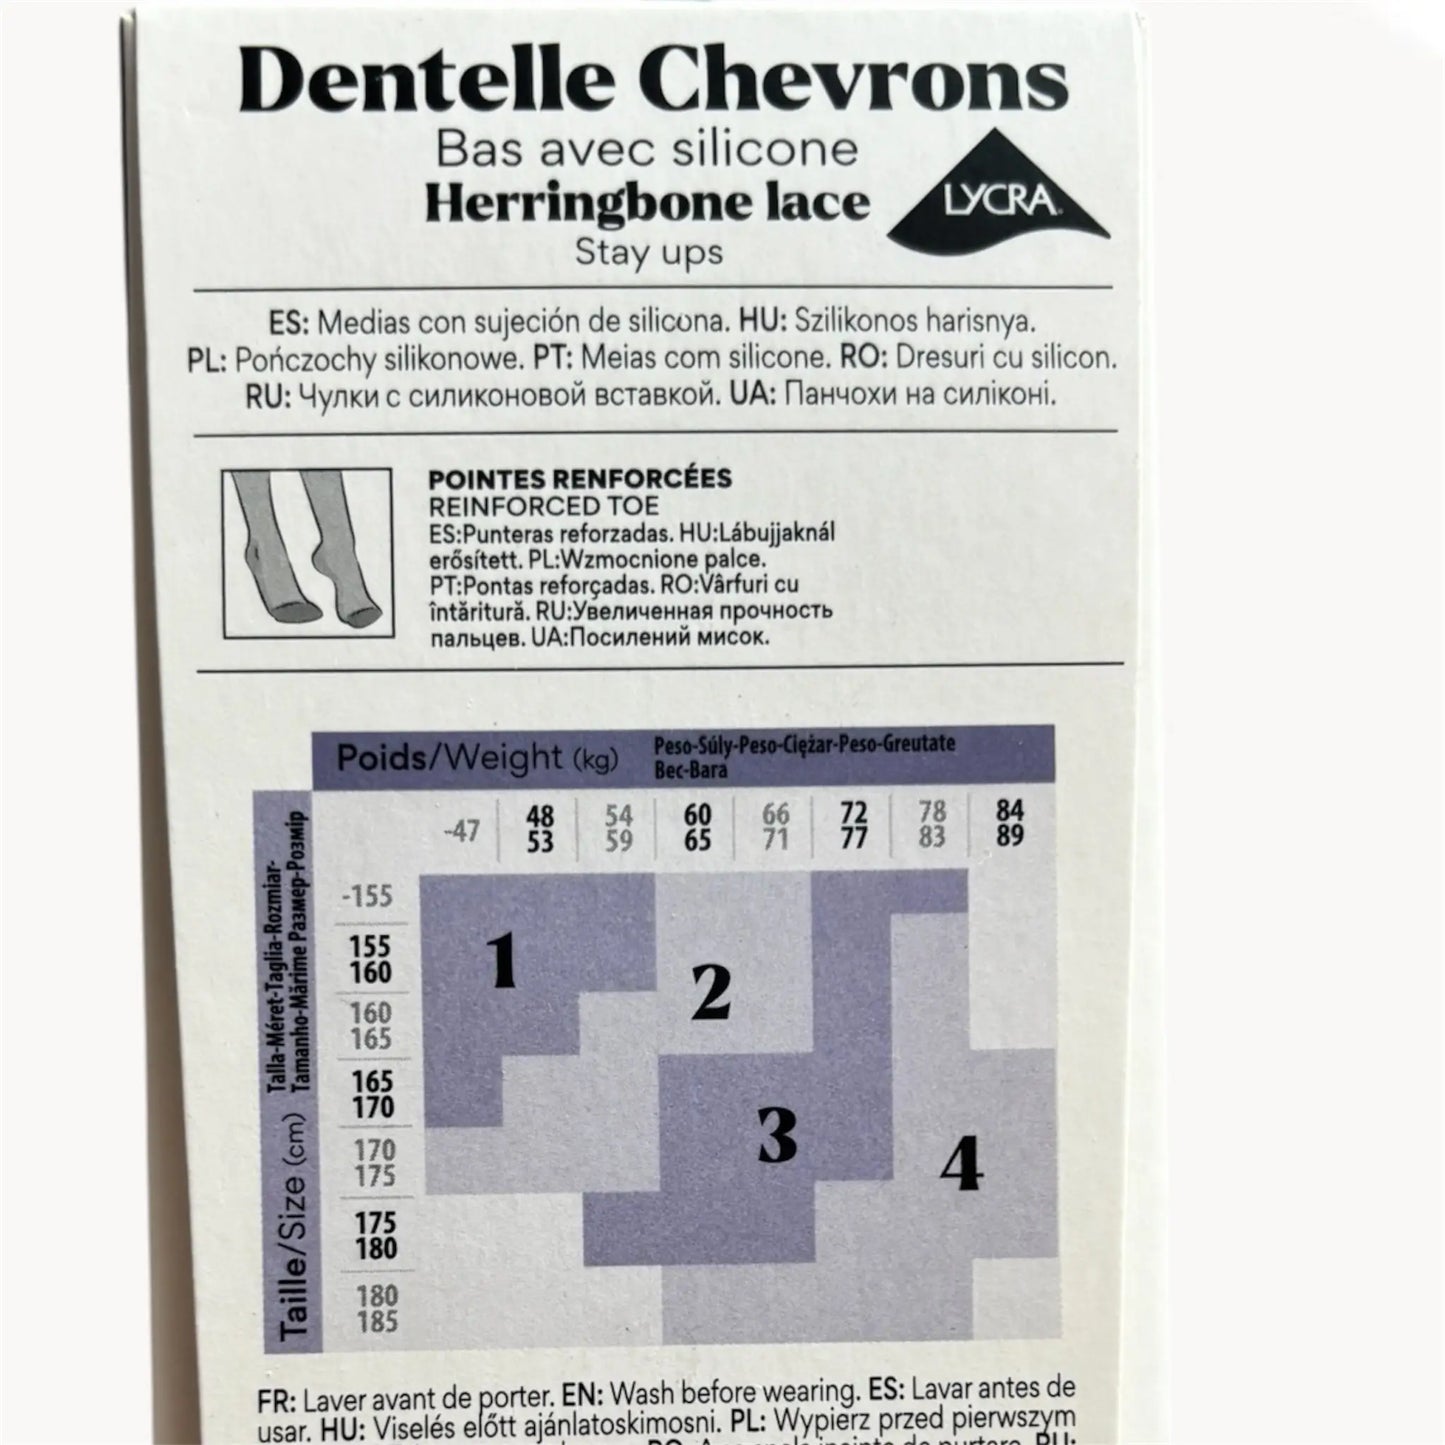 Dentelle Chevrons
Bas avec silicone
Herringbone lace
Stay ups
LYCRA®
ES: Medias con sujeción de silicona. HU: Szilikonos harisnya.
PL: Pończochy silikonowe. PT: Meias com silicone. RO: Dresuri cu silicon.
RU: Чулки с силиконовой вставкой. UA: Панчохи на силіконі.
POINTES RENFORCÉES
REINFORCED TOE
ES:Punteras reforzadas. HU:Lábujjaknál
erősített. PL:Wzmocnione palce.
PT:Pontas reforçadas. RO:Vârfuri cu
întăritură. RU:Увеличенная прочность
пальцев. UA:Посилений мисок.
Poids/Weight (kg)
Peso-Súly-Peso-Ciężar-Peso-Greutate
Вес-Вага
-47 48 54 60 66 72 78 84
53 59 65 71 77 83 89
Taille/Size (cm)
Talla-Méret-Taglia-Rozmiar-
Tamanho-Mărime Размер-Розмір
-155
155
160
160
165
165
170
170
175
175
180
180
185
1
2
3
4
FR: Laver avant de porter. EN: Wash before wearing. ES: Lavar antes de
usar. HU: Viselés előtt ajánlatoskimosni. PL: Wypierz przed pierwszym